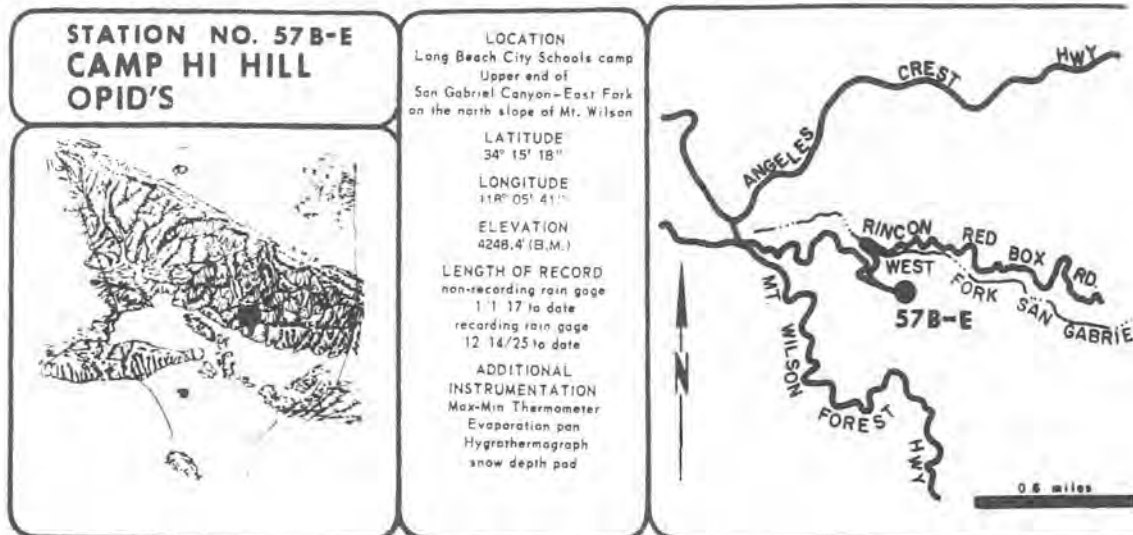 STATION NO. 57B-E
CAMP HI HILL
OPID'S
LOCATION
Long Beach City Schools camp
Upper end of
San Gabriel Canyon-East Fork
on the north slope of Mt. Wilson
LATITUDE
34° 15' 18"
LONGITUDE
118° 05' 41"
ELEVATION
4248.4' (B.M.)
LENGTH OF RECORD
non-recording rain gage
1 1 17 to date
recording rain gage
12 14/25 to date
ADDITIONAL
INSTRUMENTATION
Max-Min Thermometer
Evaporation pan
Hygrothermograph
snow depth pad
ANGELES CREST HWY
RINCON RED BOX RD.
WEST FORK SAN GABRIE
57B-E
MT. WILSON FOREST HWY
N
0.6 miles